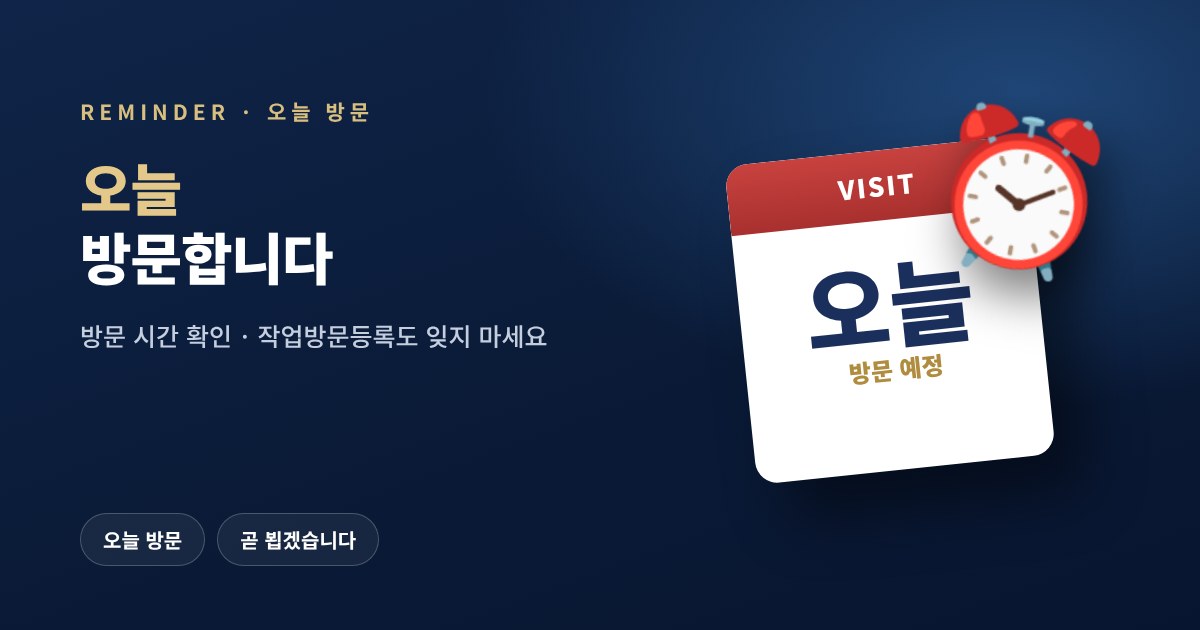 REMINDER · 오늘 방문
오늘
방문합니다
방문 시간 확인 · 작업방문등록도 잊지 마세요
오늘 방문
곧 뵙겠습니다
VISIT
오늘
방문 예정